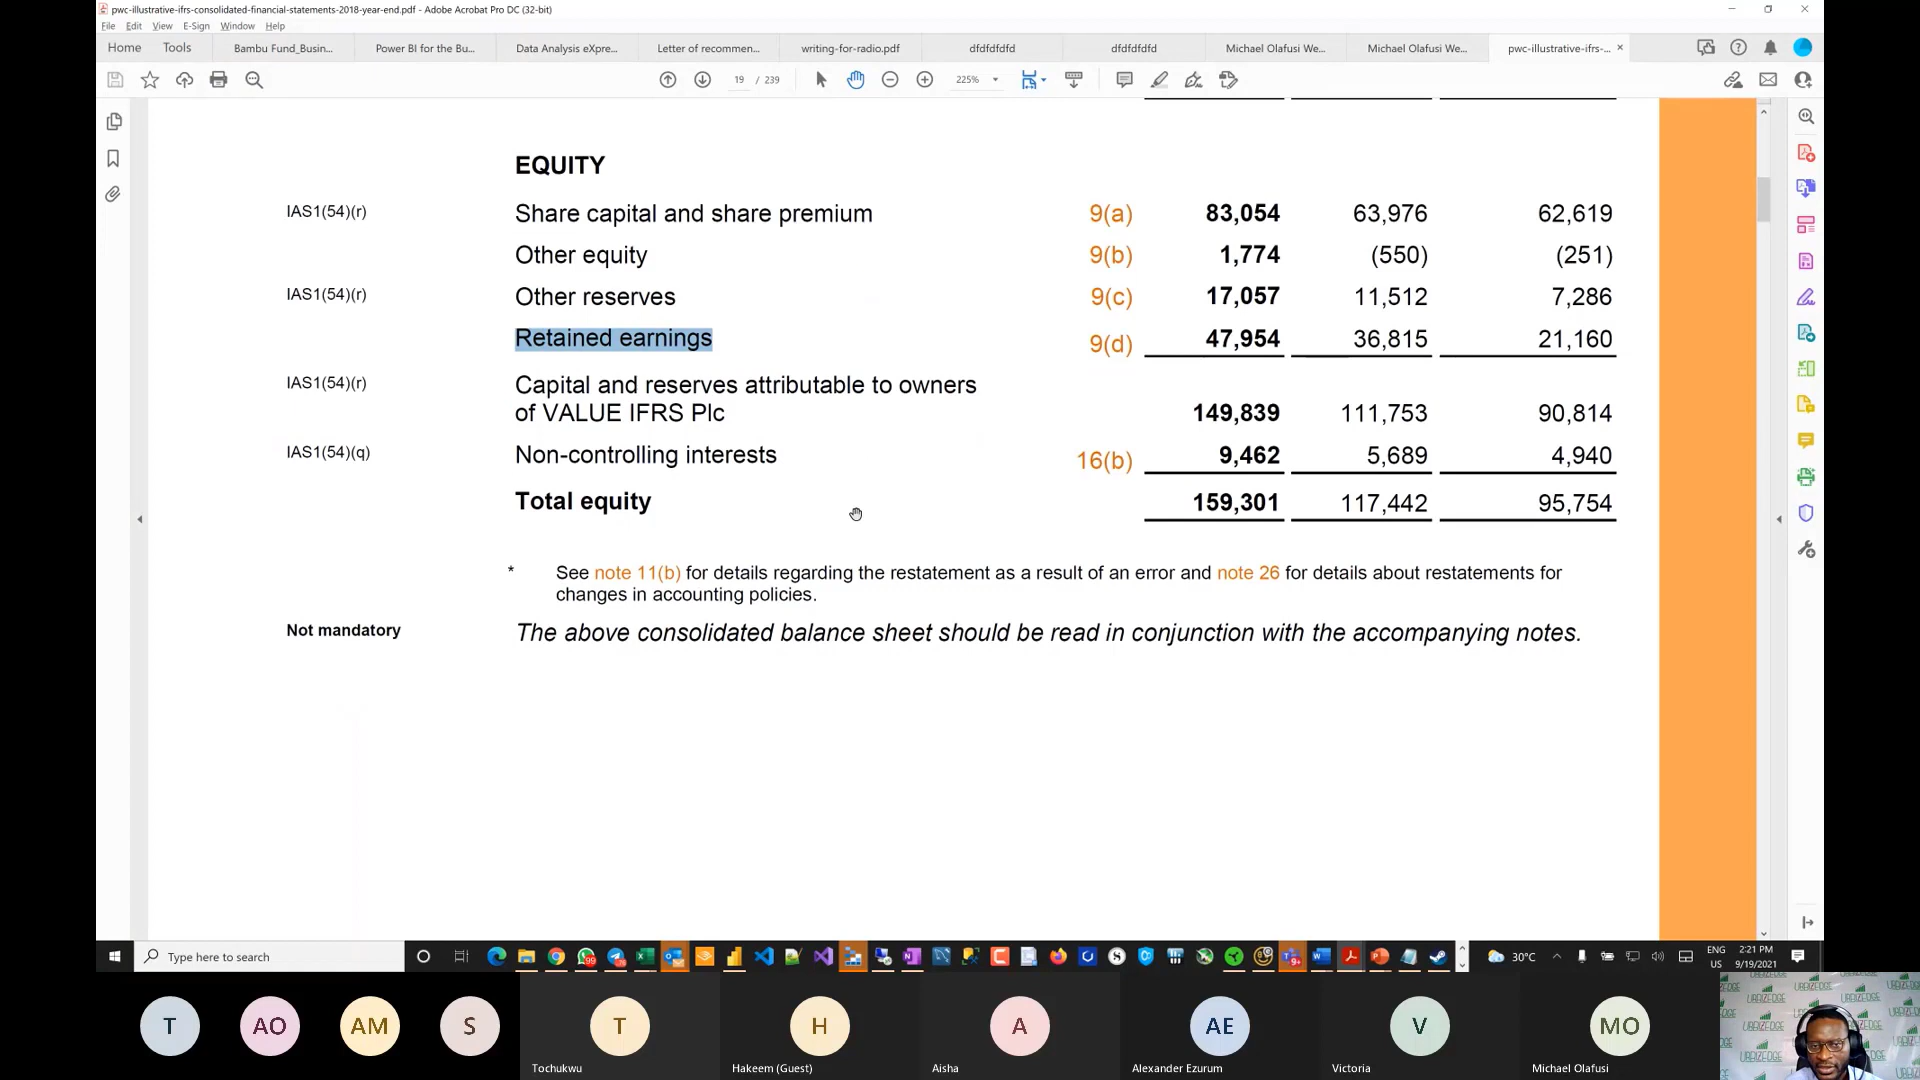 pwc-illustrative-ifrs-consolidated-financial-statements-2018-year-end.pdf - Adobe Acrobat Pro DC (32-bit)
File Edit View E-Sign Window Help
Home Tools Bambu Fund_Busin... Power BI for the Bu... Data Analysis eXpre... Letter of recommen... writing-for-radio.pdf dfdfdfdfd dfdfdfdfd Michael Olafusi We... Michael Olafusi We... pwc-illustrative-ifrs-...
19 / 239 225%
EQUITY
IAS1(54)(r) Share capital and share premium 9(a) 83,054 63,976 62,619
Other equity 9(b) 1,774 (550) (251)
IAS1(54)(r) Other reserves 9(c) 17,057 11,512 7,286
Retained earnings 9(d) 47,954 36,815 21,160
IAS1(54)(r) Capital and reserves attributable to owners
of VALUE IFRS Plc 149,839 111,753 90,814
IAS1(54)(q) Non-controlling interests 16(b) 9,462 5,689 4,940
Total equity 159,301 117,442 95,754
* See note 11(b) for details regarding the restatement as a result of an error and note 26 for details about restatements for
changes in accounting policies.
Not mandatory The above consolidated balance sheet should be read in conjunction with the accompanying notes.
Type here to search 30°C ENG 2:21 PM
US 9/19/2021
T AO AM S T H A AE V MO
Tochukwu Hakeem (Guest) Aisha Alexander Ezurum Victoria Michael Olafusi
URBIZEDGE